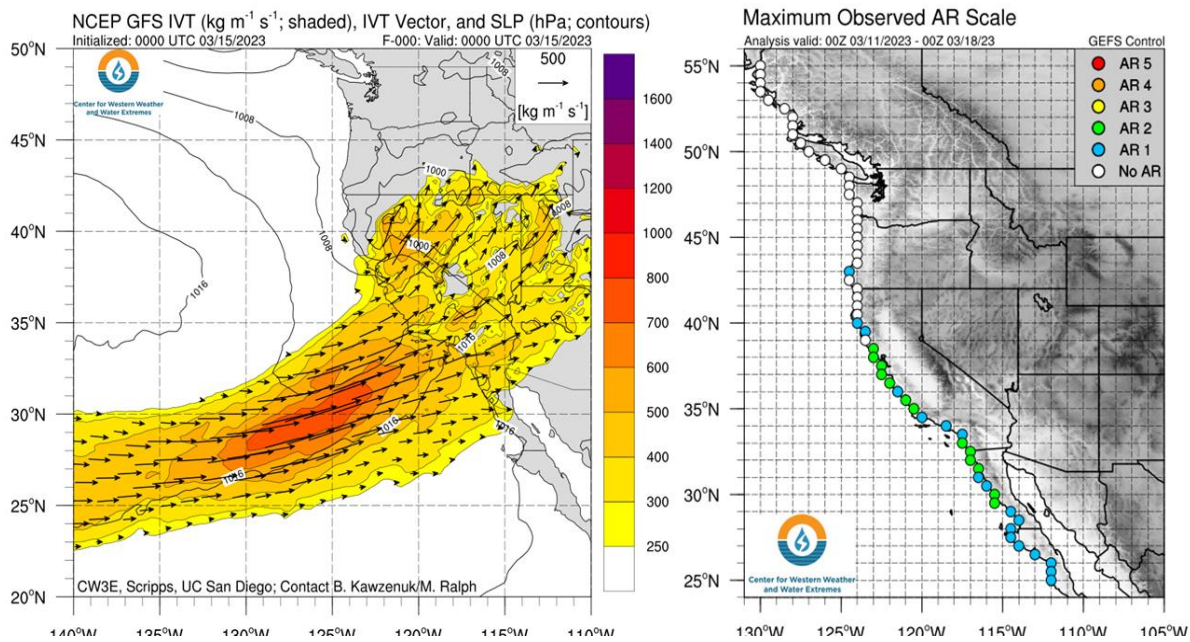 NCEP GFS IVT (kg m⁻¹ s⁻¹; shaded), IVT Vector, and SLP (hPa; contours)
Initialized: 0000 UTC 03/15/2023 F-000: Valid: 0000 UTC 03/15/2023
50°N
45°N
40°N
35°N
30°N
25°N
20°N
Center for Western Weather
and Water Extremes
500
[kg m⁻¹ s⁻¹]
1008
1008
1000
1008
1000
1008
1008
1016
1016
1016
1016
1016
1016
CW3E, Scripps, UC San Diego; Contact B. Kawzenuk/M. Ralph
140°W 135°W 130°W 125°W 120°W 115°W 110°W
1600
1400
1200
1000
800
700
600
500
400
300
250
Maximum Observed AR Scale
Analysis valid: 00Z 03/11/2023 - 00Z 03/18/23 GEFS Control
55°N
50°N
45°N
40°N
35°N
30°N
25°N
AR 5
AR 4
AR 3
AR 2
AR 1
No AR
Center for Western Weather
and Water Extremes
130°W 125°W 120°W 115°W 110°W 105°W